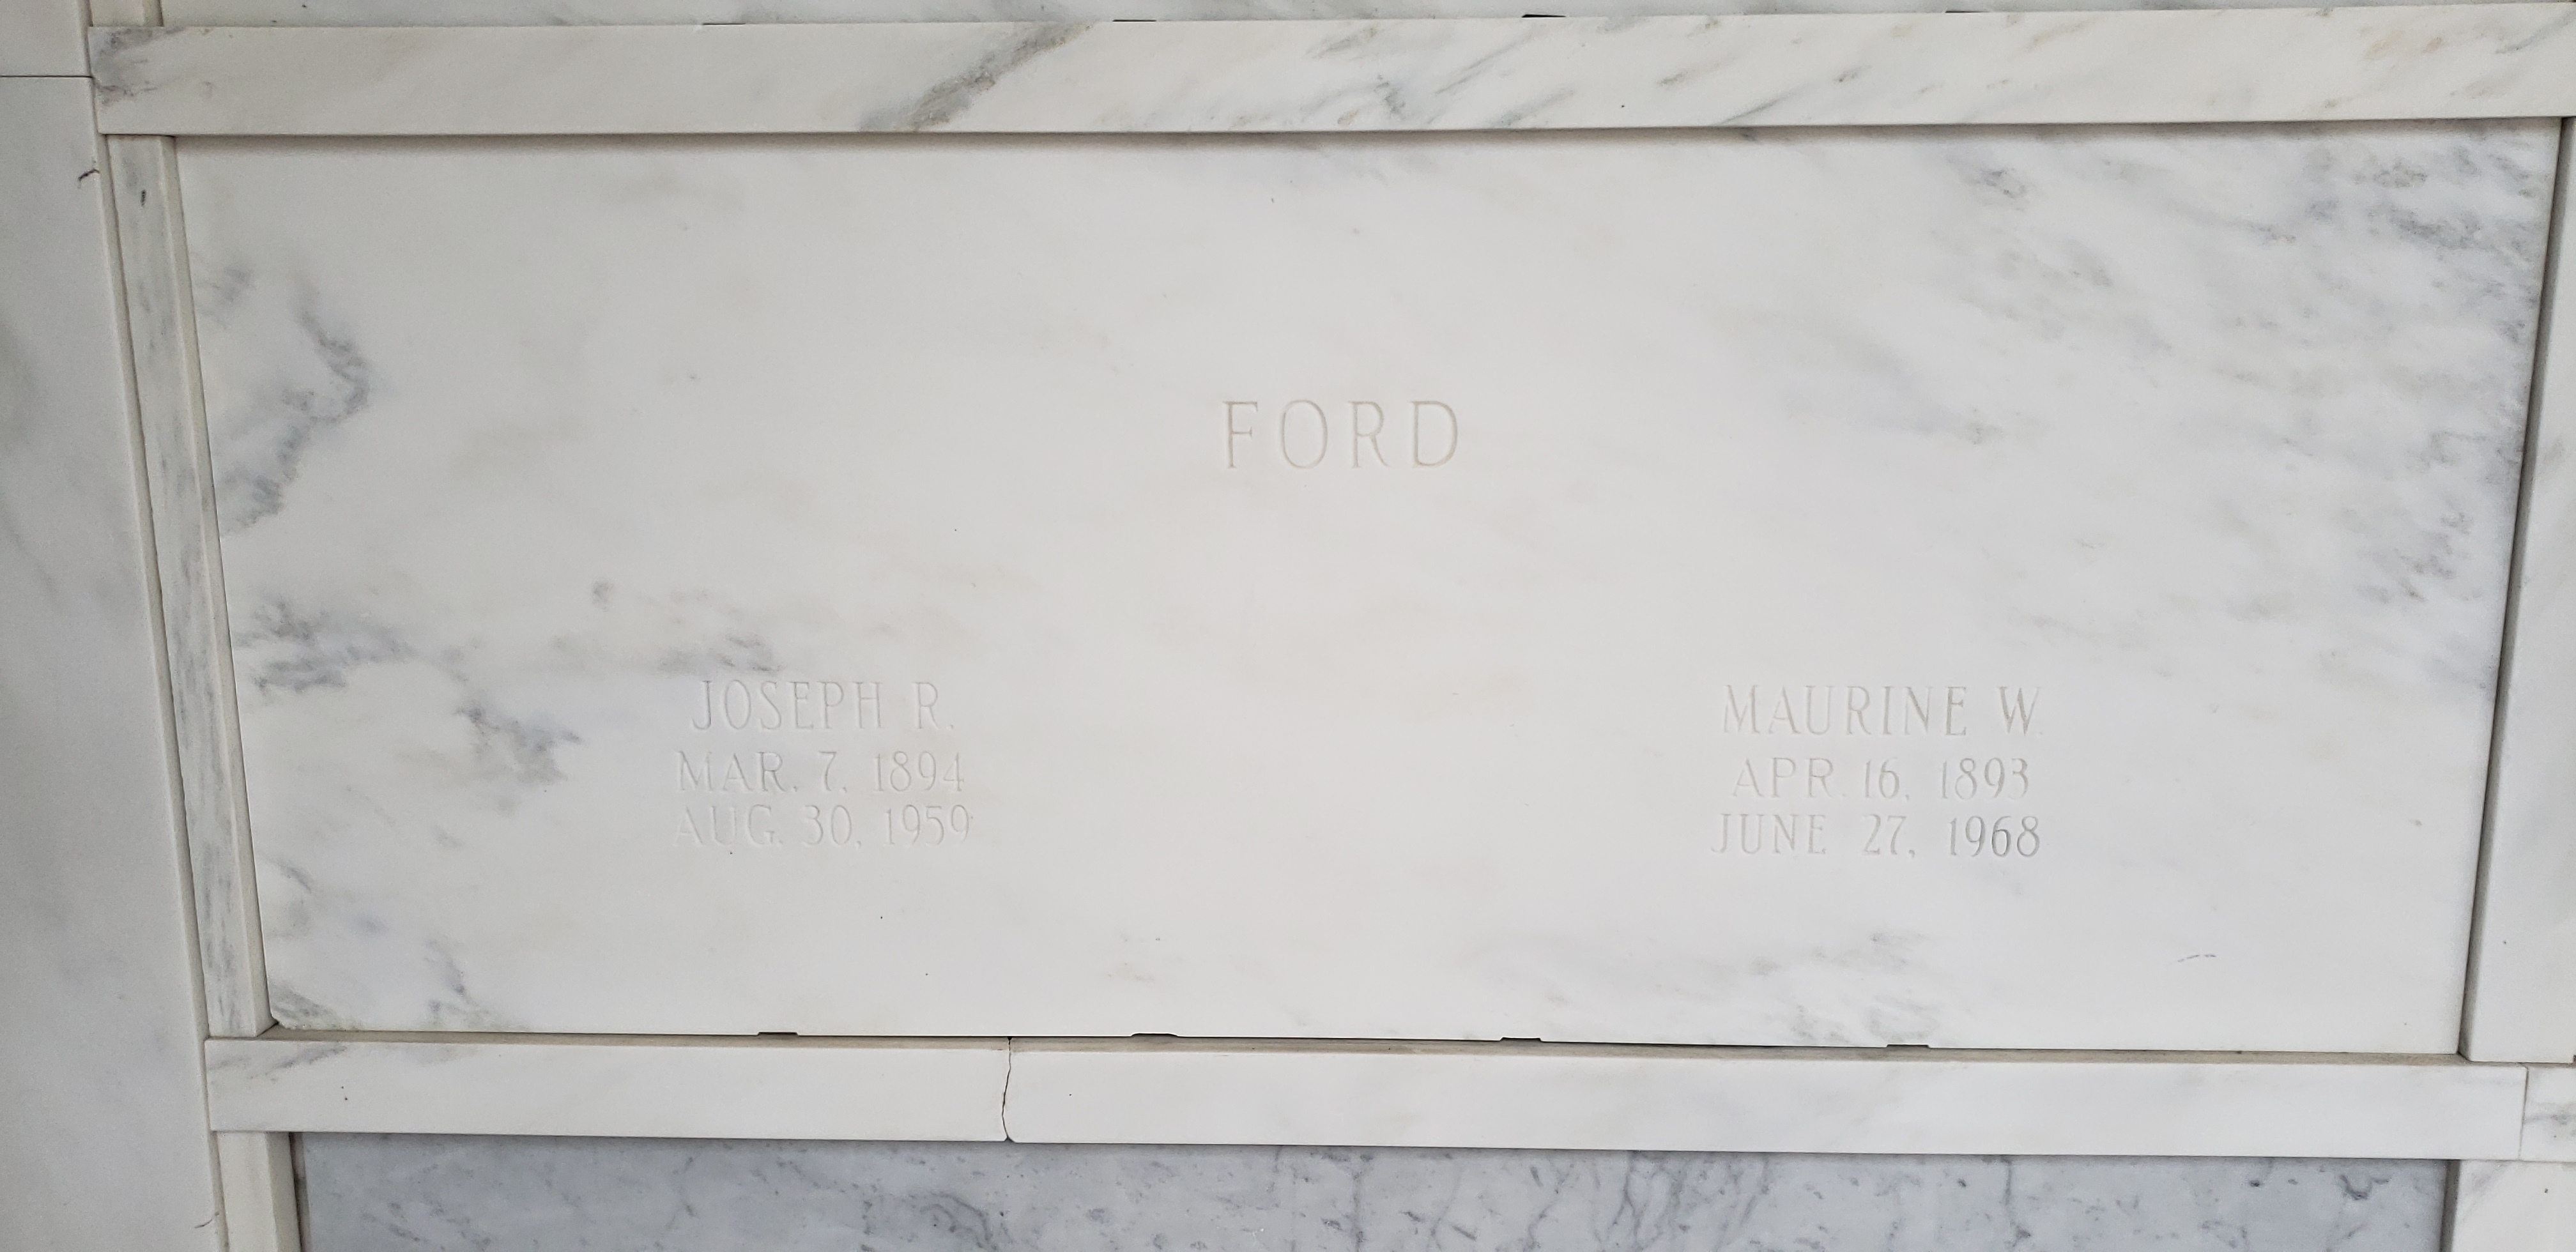 FORD
JOSEPH R.
MAR. 7, 1894
AUG. 30, 1959
MAURINE W.
APR. 16, 1893
JUNE 27, 1968